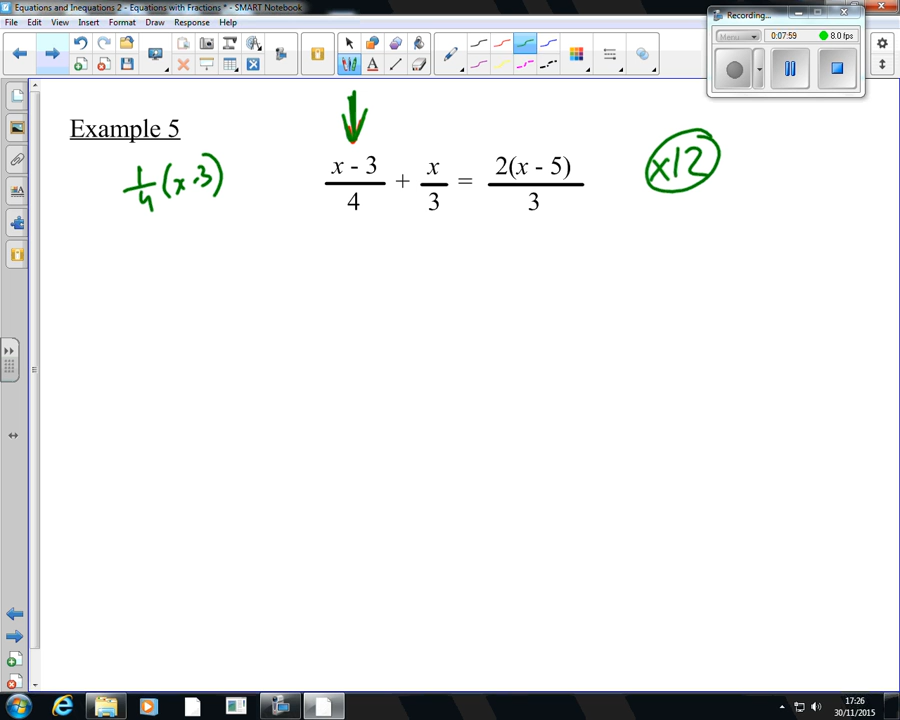 Equations and Inequations 2 - Equations with Fractions * - SMART Notebook
File Edit View Insert Format Draw Response Help
Recording...
Menu 0:07:59 8.0 fps
Example 5
1/4 (x - 3)
x - 3 / 4 + x / 3 = 2(x - 5) / 3
x12
17:26
30/11/2015